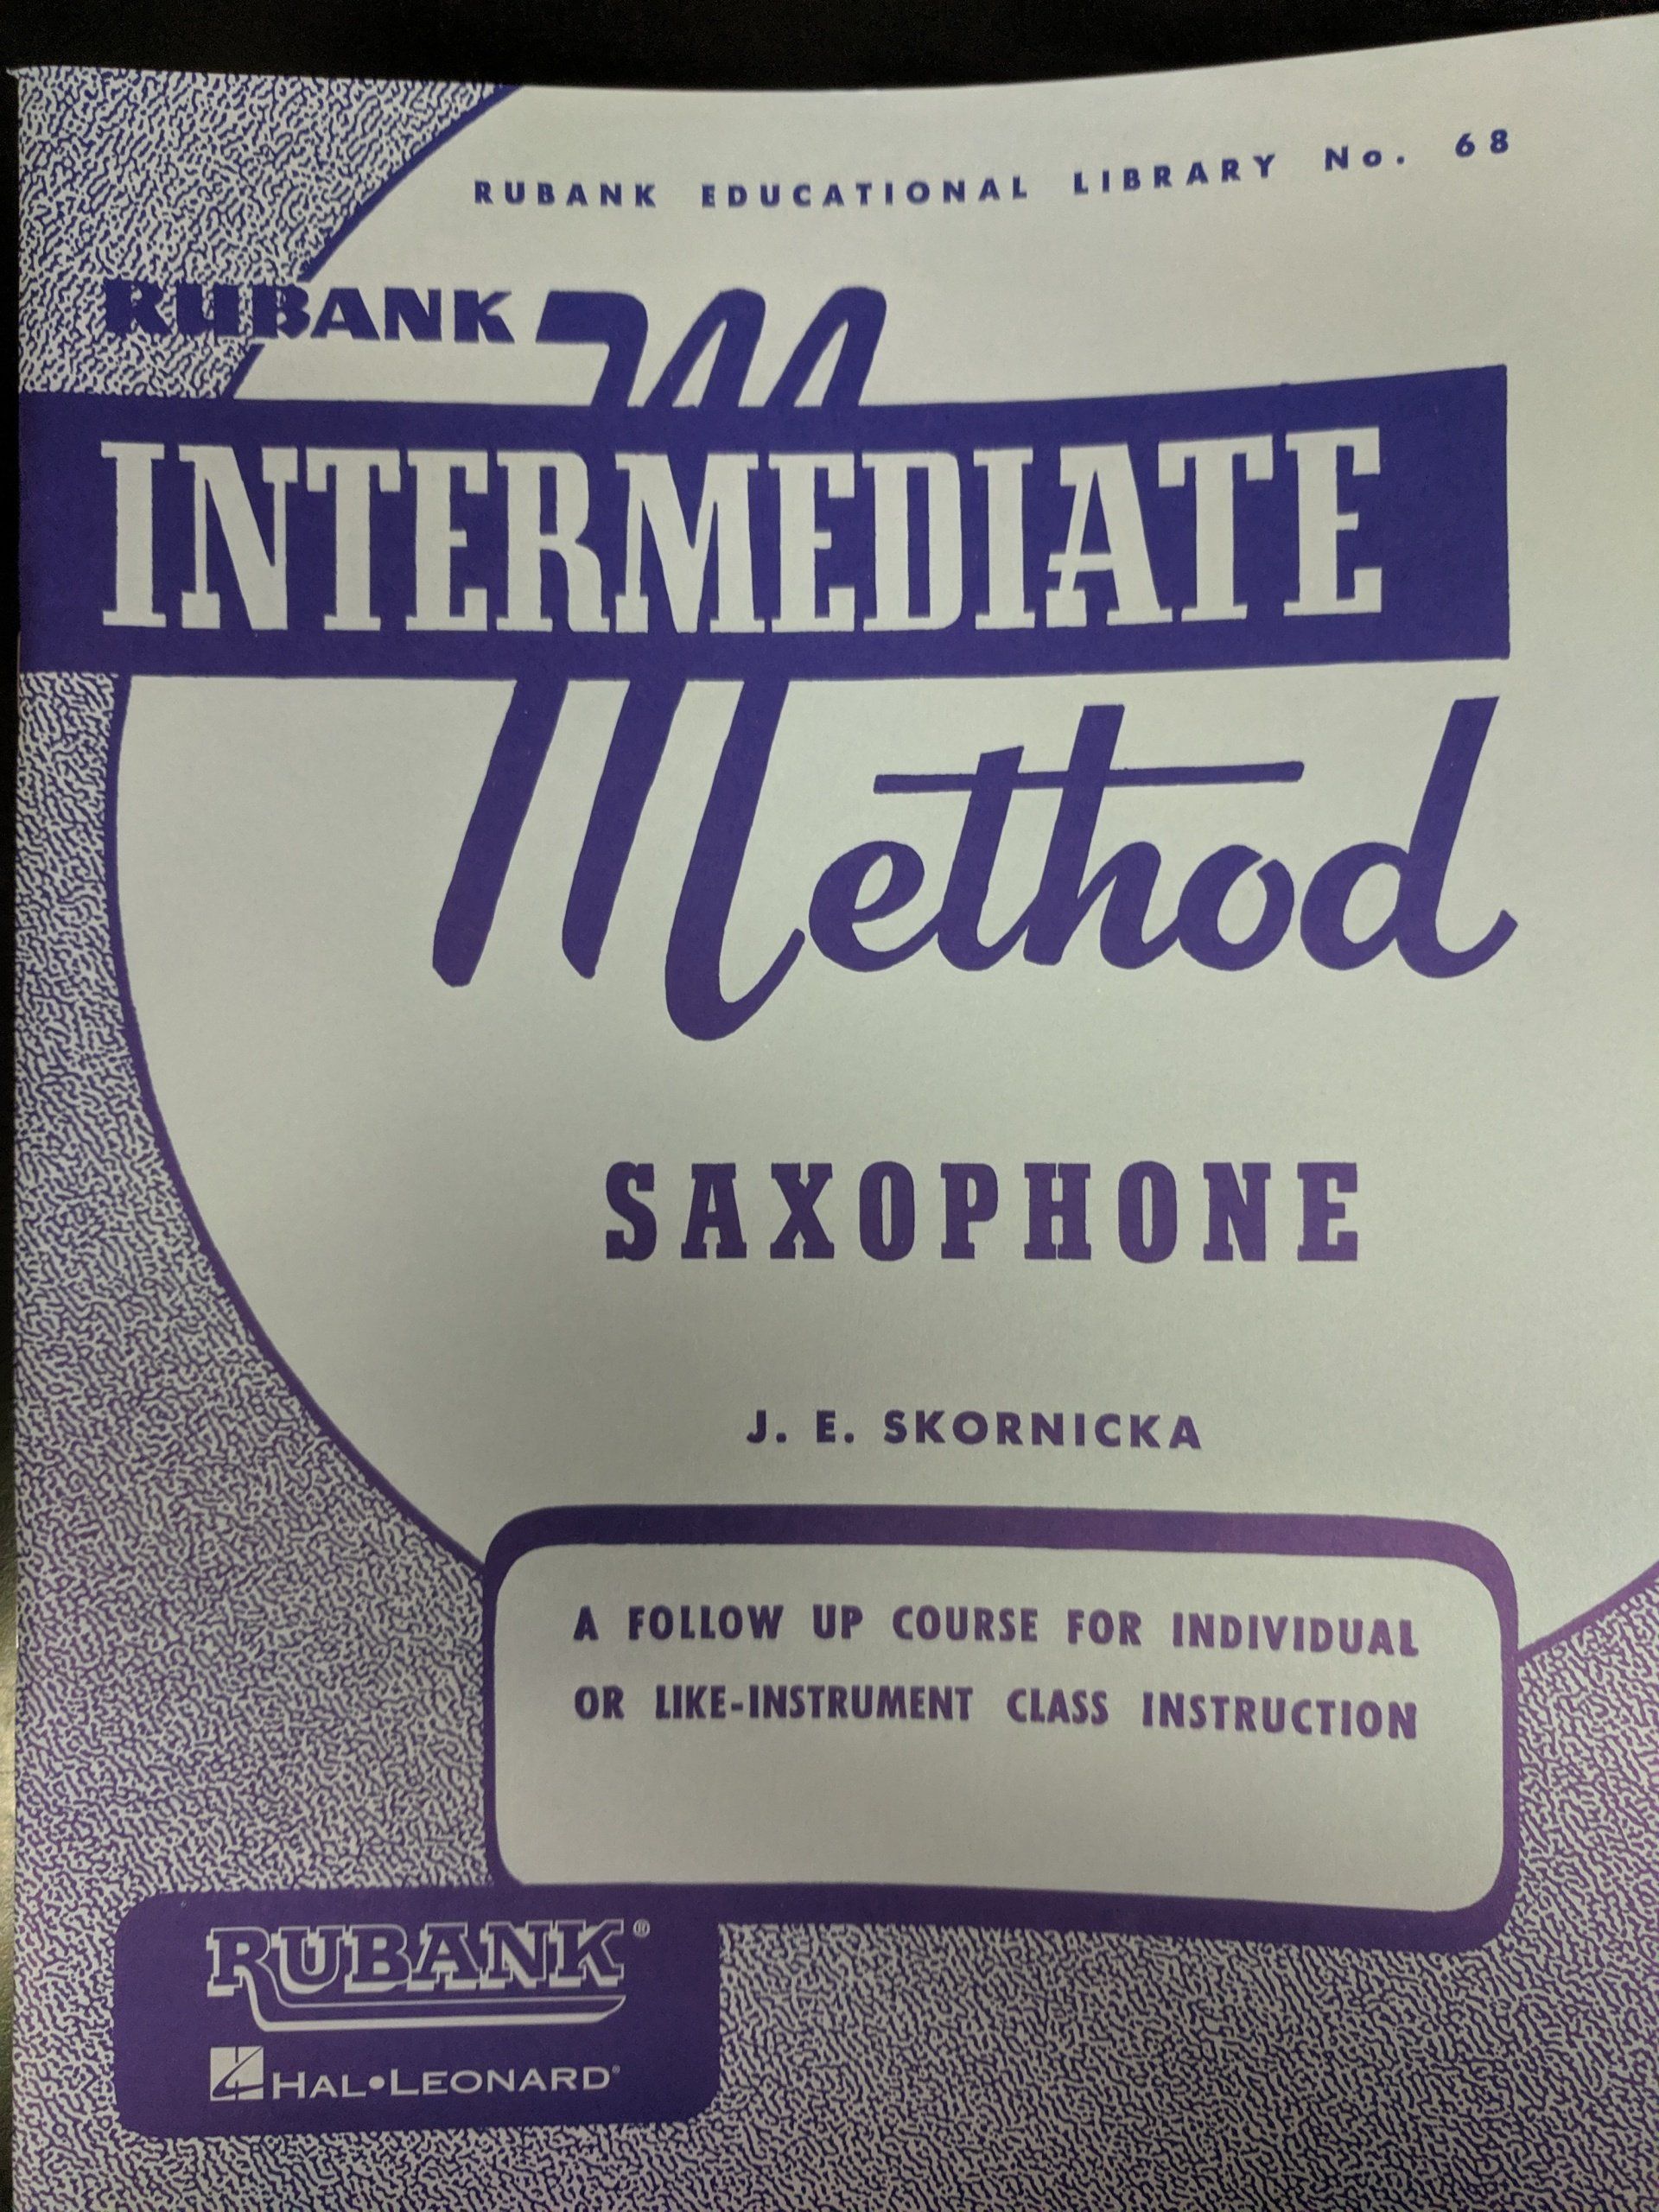 RUBANK EDUCATIONAL LIBRARY No. 68
RUBANK
INTERMEDIATE
Method
SAXOPHONE
J. E. SKORNICKA
A FOLLOW UP COURSE FOR INDIVIDUAL
OR LIKE-INSTRUMENT CLASS INSTRUCTION
RUBANK®
HAL•LEONARD®